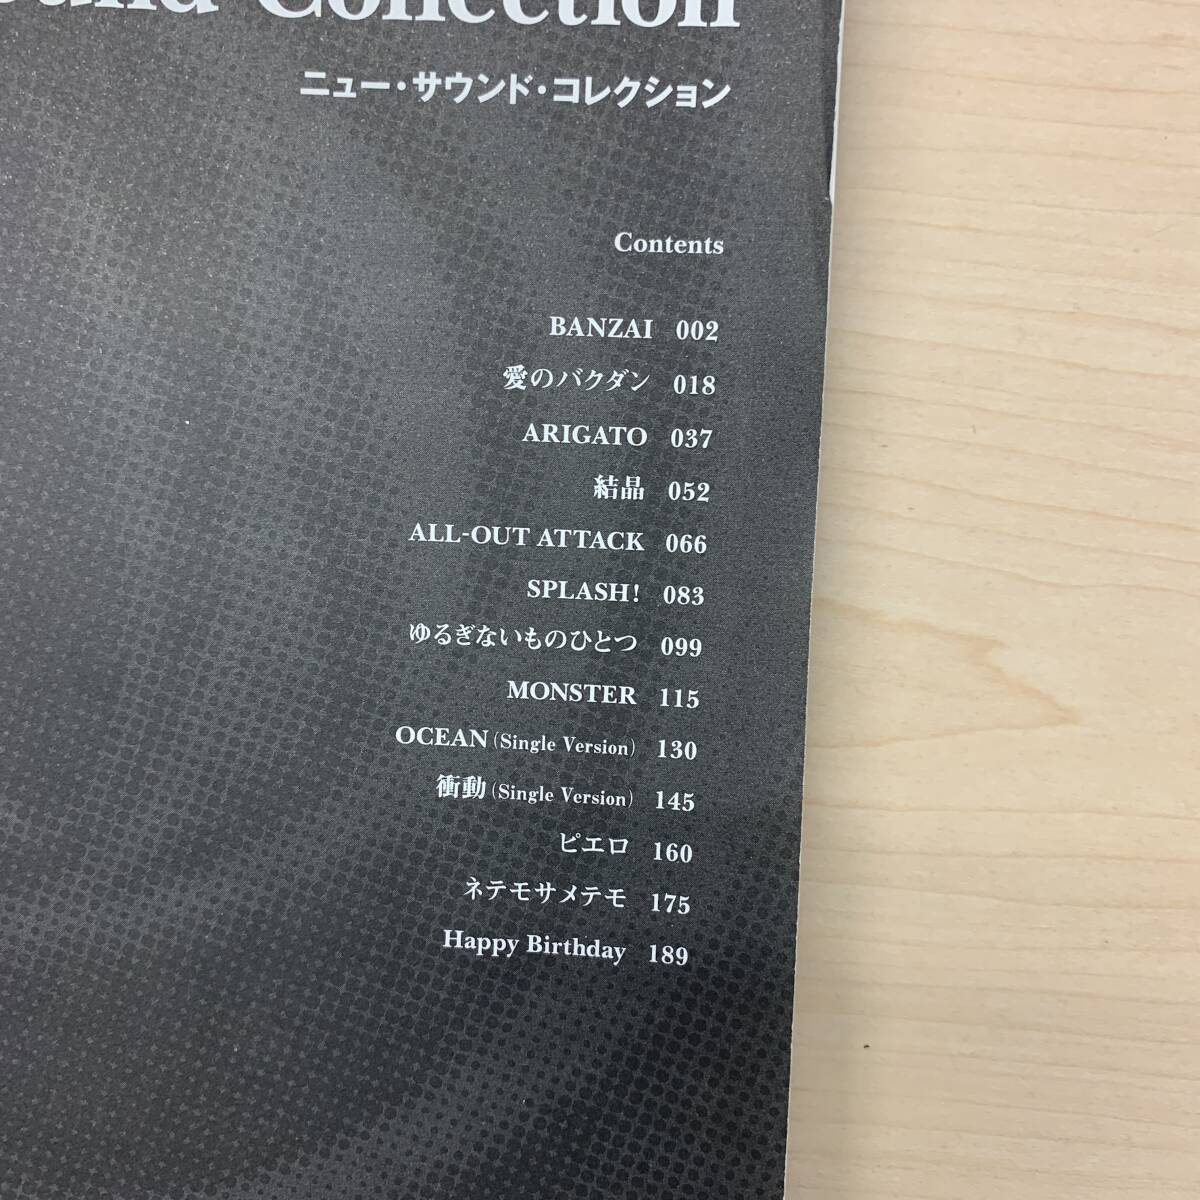 Collection
ニュー・サウンド・コレクション
Contents
BANZAI 002
愛のバクダン 018
ARIGATO 037
結晶 052
ALL-OUT ATTACK 066
SPLASH! 083
ゆるぎないものひとつ 099
MONSTER 115
OCEAN (Single Version) 130
衝動 (Single Version) 145
ピエロ 160
ネテモサメテモ 175
Happy Birthday 189